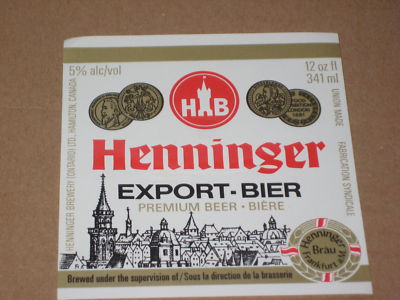 5% alc/vol
12 oz fl
341 ml
HENNINGER BREWERY (ONTARIO) LTD., HAMILTON, CANADA
UNION MADE
FABRICATION SYNDICALE
H B
Henninger
EXPORT-BIER
PREMIUM BEER • BIÈRE
Henninger
Bräu
Frankfurt/M.
Brewed under the supervision of/Sous la direction de la brasserie